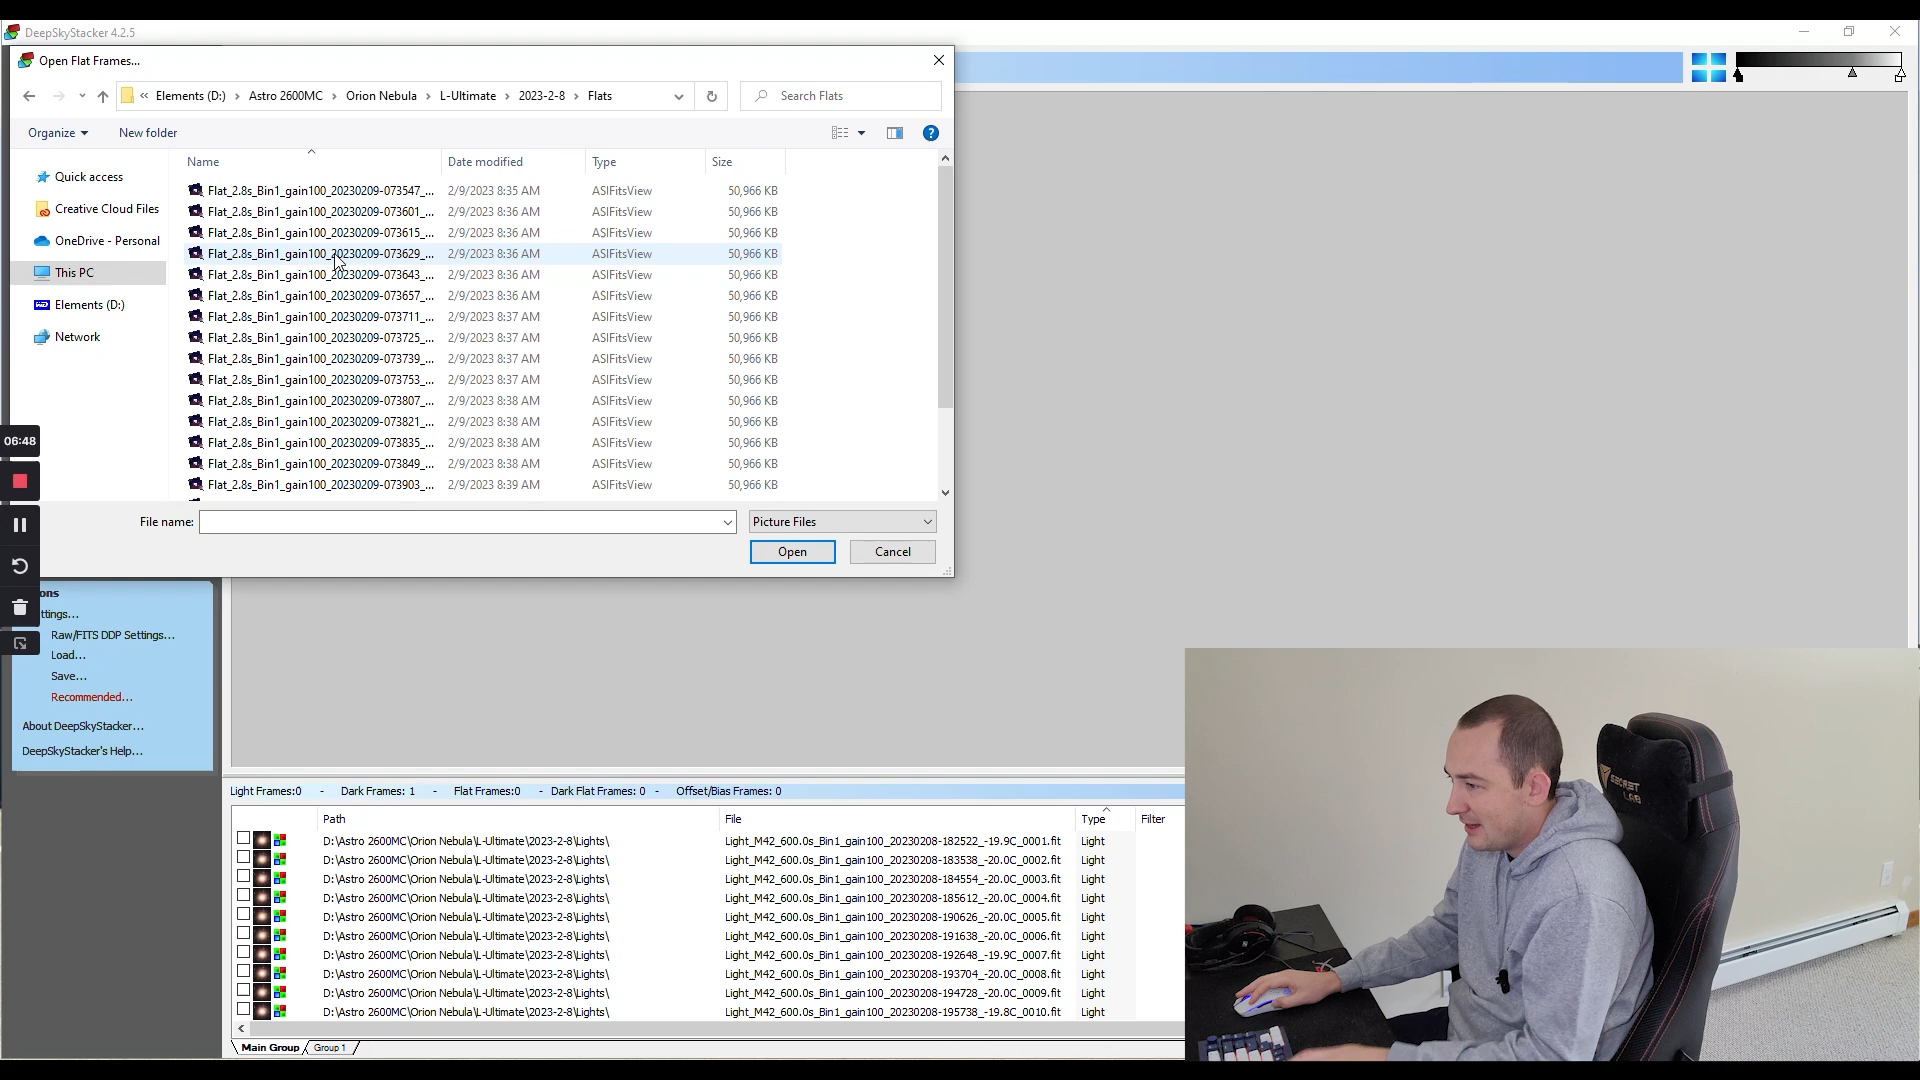 DeepSkyStacker 4.2.5
Open Flat Frames...
« Elements (D:) › Astro 2600MC › Orion Nebula › L-Ultimate › 2023-2-8 › Flats
Search Flats
Organize
New folder
Name Date modified Type Size
Quick access
Creative Cloud Files
OneDrive - Personal
This PC
Elements (D:)
Network
Flat_2.8s_Bin1_gain100_20230209-073547_... 2/9/2023 8:35 AM ASIFitsView 50,966 KB
Flat_2.8s_Bin1_gain100_20230209-073601_... 2/9/2023 8:36 AM ASIFitsView 50,966 KB
Flat_2.8s_Bin1_gain100_20230209-073615_... 2/9/2023 8:36 AM ASIFitsView 50,966 KB
Flat_2.8s_Bin1_gain100_20230209-073629_... 2/9/2023 8:36 AM ASIFitsView 50,966 KB
Flat_2.8s_Bin1_gain100_20230209-073643_... 2/9/2023 8:36 AM ASIFitsView 50,966 KB
Flat_2.8s_Bin1_gain100_20230209-073657_... 2/9/2023 8:36 AM ASIFitsView 50,966 KB
Flat_2.8s_Bin1_gain100_20230209-073711_... 2/9/2023 8:37 AM ASIFitsView 50,966 KB
Flat_2.8s_Bin1_gain100_20230209-073725_... 2/9/2023 8:37 AM ASIFitsView 50,966 KB
Flat_2.8s_Bin1_gain100_20230209-073739_... 2/9/2023 8:37 AM ASIFitsView 50,966 KB
Flat_2.8s_Bin1_gain100_20230209-073753_... 2/9/2023 8:37 AM ASIFitsView 50,966 KB
Flat_2.8s_Bin1_gain100_20230209-073807_... 2/9/2023 8:38 AM ASIFitsView 50,966 KB
Flat_2.8s_Bin1_gain100_20230209-073821_... 2/9/2023 8:38 AM ASIFitsView 50,966 KB
Flat_2.8s_Bin1_gain100_20230209-073835_... 2/9/2023 8:38 AM ASIFitsView 50,966 KB
Flat_2.8s_Bin1_gain100_20230209-073849_... 2/9/2023 8:38 AM ASIFitsView 50,966 KB
Flat_2.8s_Bin1_gain100_20230209-073903_... 2/9/2023 8:39 AM ASIFitsView 50,966 KB
06:48
File name:
Picture Files
Open
Cancel
ons
ttings...
Raw/FITS DDP Settings...
Load...
Save...
Recommended...
About DeepSkyStacker...
DeepSkyStacker's Help...
Light Frames:0 - Dark Frames: 1 - Flat Frames:0 - Dark Flat Frames: 0 - Offset/Bias Frames: 0
Path File Type Filter
D:\Astro 2600MC\Orion Nebula\L-Ultimate\2023-2-8\Lights\ Light_M42_600.0s_Bin1_gain100_20230208-182522_-19.9C_0001.fit Light
D:\Astro 2600MC\Orion Nebula\L-Ultimate\2023-2-8\Lights\ Light_M42_600.0s_Bin1_gain100_20230208-183538_-20.0C_0002.fit Light
D:\Astro 2600MC\Orion Nebula\L-Ultimate\2023-2-8\Lights\ Light_M42_600.0s_Bin1_gain100_20230208-184554_-20.0C_0003.fit Light
D:\Astro 2600MC\Orion Nebula\L-Ultimate\2023-2-8\Lights\ Light_M42_600.0s_Bin1_gain100_20230208-185612_-20.0C_0004.fit Light
D:\Astro 2600MC\Orion Nebula\L-Ultimate\2023-2-8\Lights\ Light_M42_600.0s_Bin1_gain100_20230208-190626_-20.0C_0005.fit Light
D:\Astro 2600MC\Orion Nebula\L-Ultimate\2023-2-8\Lights\ Light_M42_600.0s_Bin1_gain100_20230208-191638_-20.0C_0006.fit Light
D:\Astro 2600MC\Orion Nebula\L-Ultimate\2023-2-8\Lights\ Light_M42_600.0s_Bin1_gain100_20230208-192648_-19.9C_0007.fit Light
D:\Astro 2600MC\Orion Nebula\L-Ultimate\2023-2-8\Lights\ Light_M42_600.0s_Bin1_gain100_20230208-193704_-20.0C_0008.fit Light
D:\Astro 2600MC\Orion Nebula\L-Ultimate\2023-2-8\Lights\ Light_M42_600.0s_Bin1_gain100_20230208-194728_-20.0C_0009.fit Light
D:\Astro 2600MC\Orion Nebula\L-Ultimate\2023-2-8\Lights\ Light_M42_600.0s_Bin1_gain100_20230208-195738_-19.8C_0010.fit Light
Main Group Group 1
SECRET
LAB